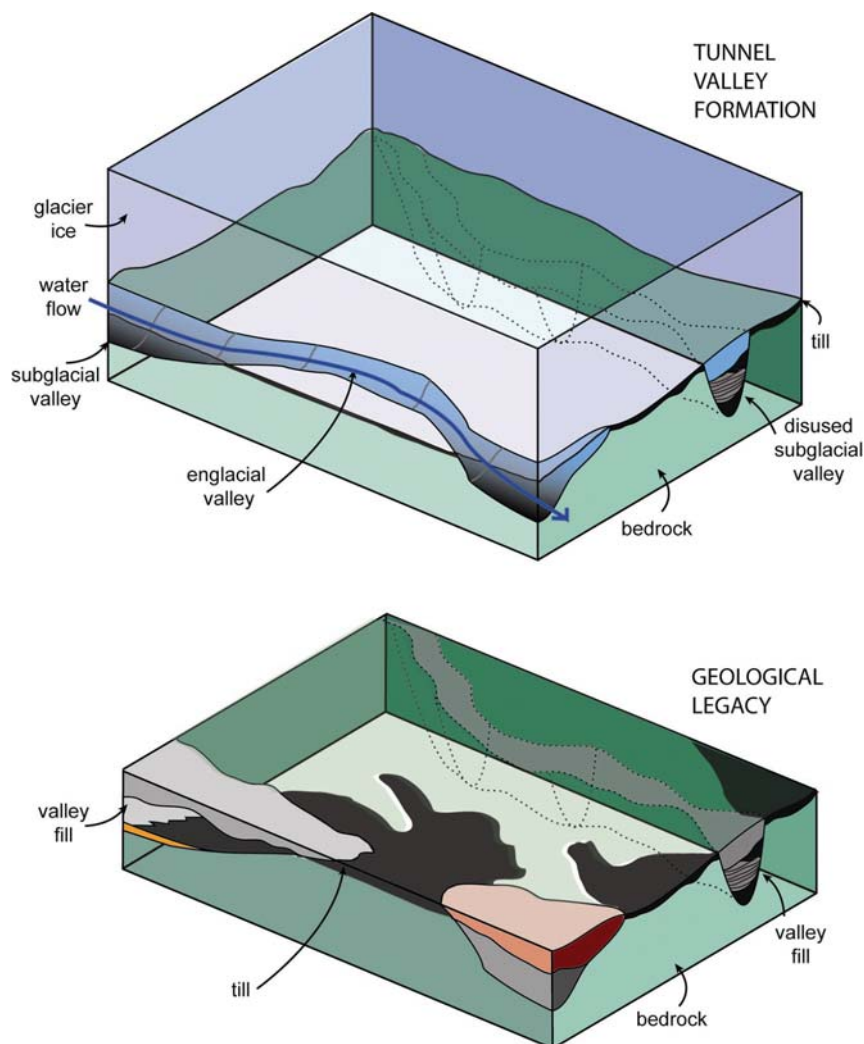 TUNNEL
VALLEY
FORMATION
glacier
ice
water
flow
subglacial
valley
till
disused
subglacial
valley
englacial
valley
bedrock
GEOLOGICAL
LEGACY
valley
fill
till
valley
fill
bedrock